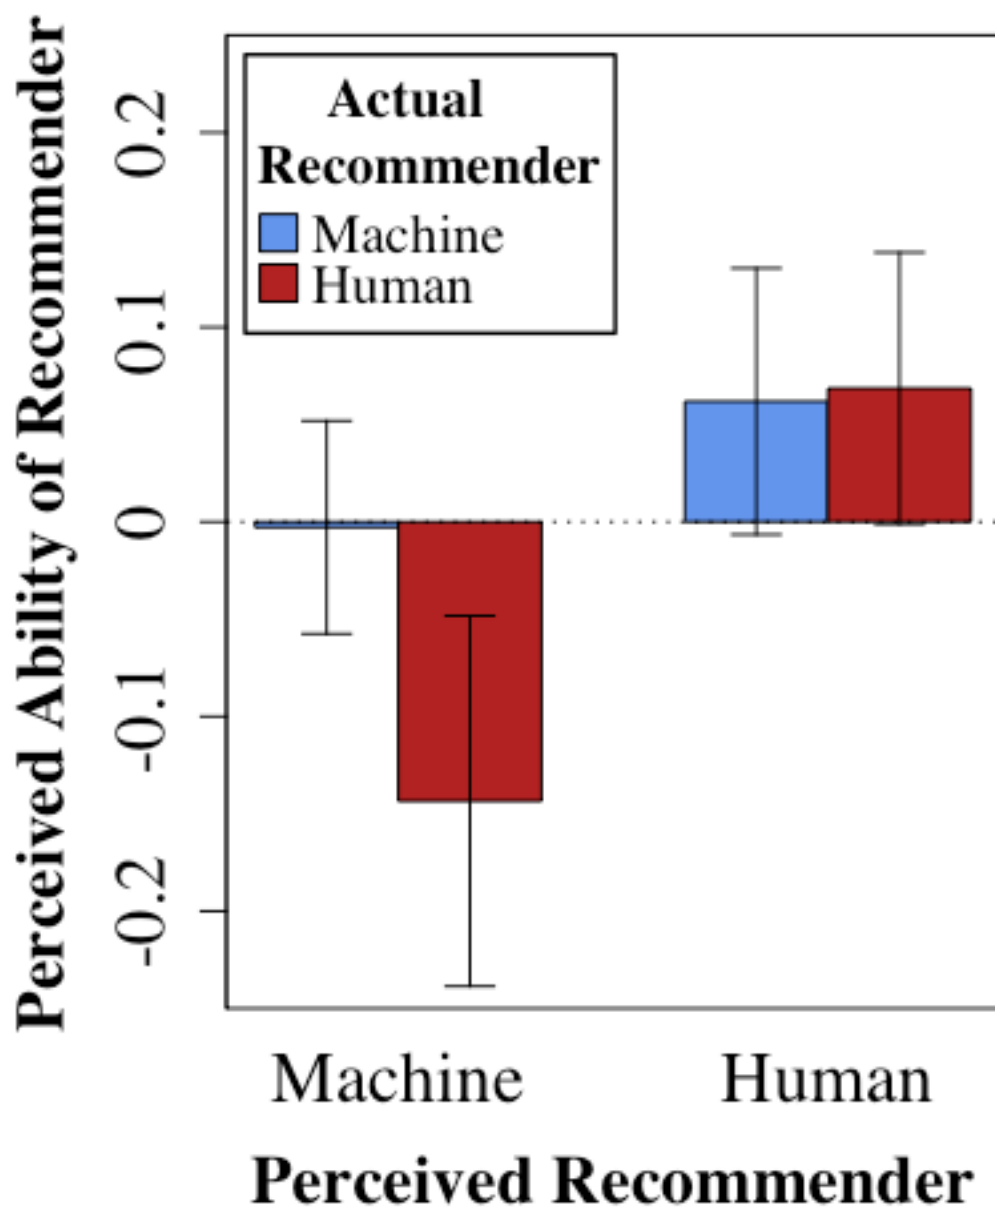 Perceived Ability of Recommender
0.2
0.1
0
-0.1
-0.2
Actual
Recommender
Machine
Human
Machine
Human
Perceived Recommender